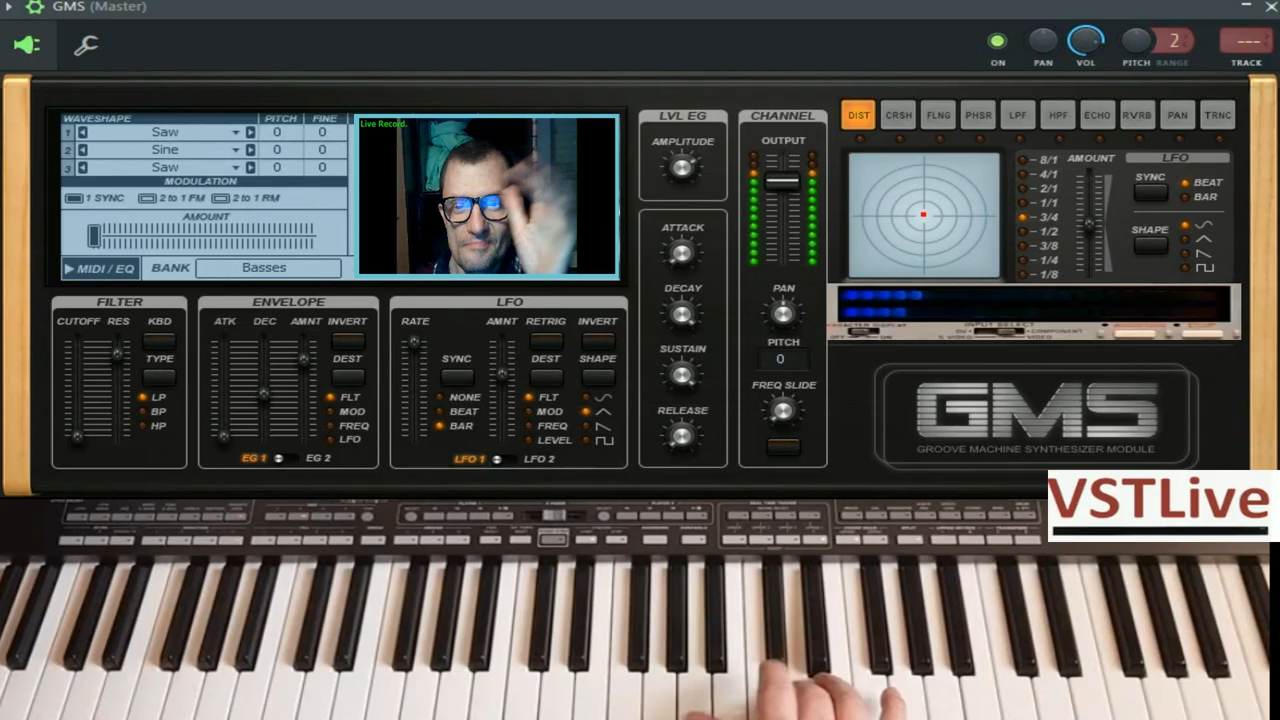 GMS (Master)
ON PAN VOL PITCH RANGE 2 --- TRACK
WAVESHAPE PITCH FINE
1 Saw 0 0
2 Sine 0 0
3 Saw 0 0
MODULATION
1 SYNC 2 to 1 FM 2 to 1 RM
AMOUNT
MIDI / EQ BANK Basses
Live Record.
LVL EG
AMPLITUDE
ATTACK
DECAY
SUSTAIN
RELEASE
CHANNEL
OUTPUT
PAN
PITCH
0
FREQ SLIDE
DIST CRSH FLNG PHSR LPF HPF ECHO RVRB PAN TRNC
8/1
4/1
2/1
1/1
3/4
1/2
3/8
1/4
1/8
AMOUNT
LFO
SYNC BEAT
BAR
SHAPE
INPUT SELECT
COMPONENT
FILTER
CUTOFF RES KBD
TYPE
LP
BP
HP
ENVELOPE
ATK DEC AMNT INVERT
DEST
FLT
MOD
FREQ
LFO
EG 1 EG 2
LFO
RATE AMNT RETRIG INVERT
SYNC DEST SHAPE
NONE FLT
BEAT MOD
BAR FREQ
LEVEL
LFO 1 LFO 2
GMS
GROOVE MACHINE SYNTHESIZER MODULE
VSTLive